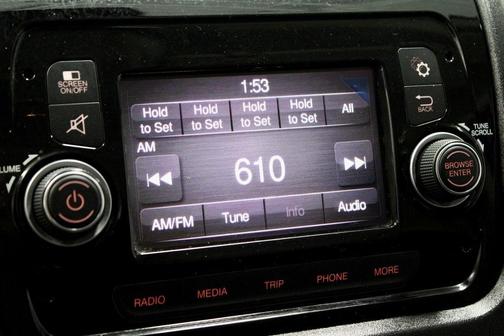 SCREEN
ON/OFF
VOLUME
1:53
Hold to Set
Hold to Set
Hold to Set
Hold to Set
All
AM
610
AM/FM
Tune
Info
Audio
BACK
TUNE
SCROLL
BROWSE
ENTER
RADIO
MEDIA
TRIP
PHONE
MORE